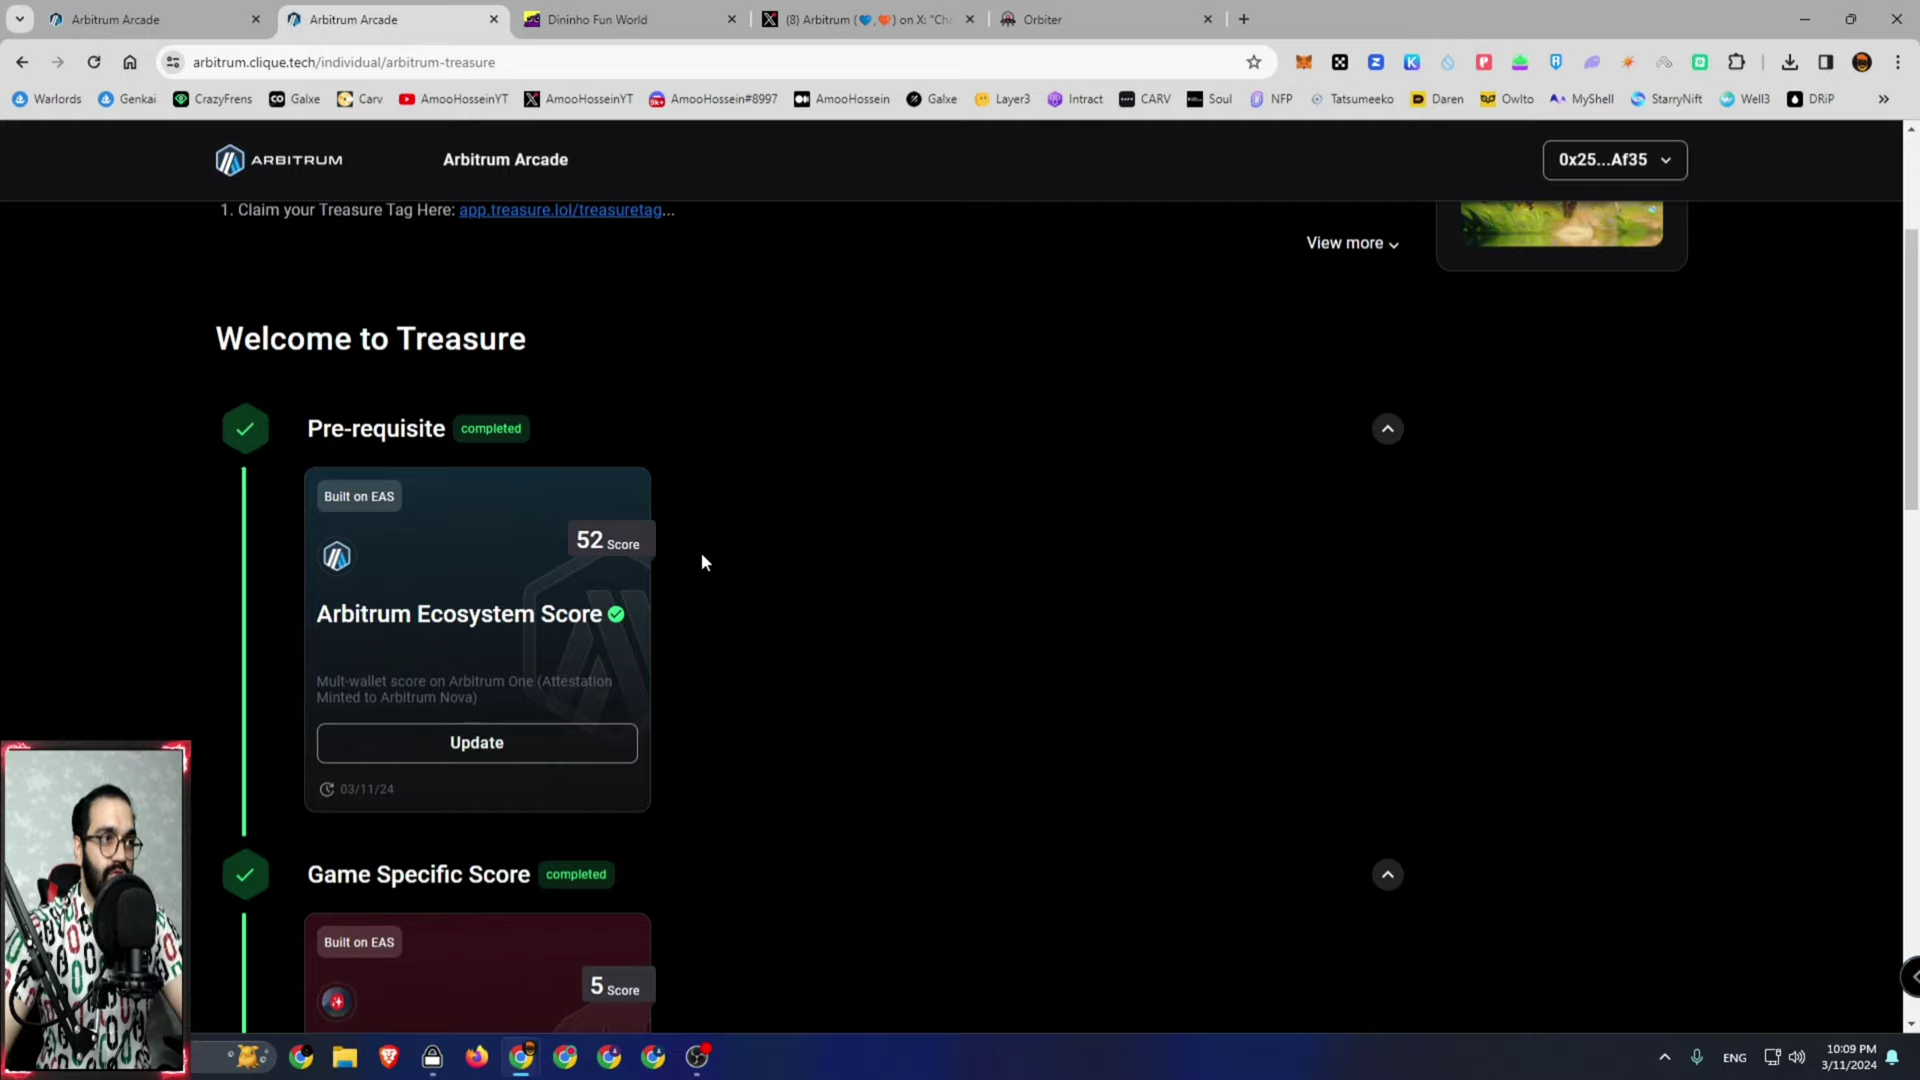 Arbitrum Arcade
Arbitrum Arcade
Dininho Fun World
(8) Arbitrum (💙,🧡) on X: "Cha
Orbiter
arbitrum.clique.tech/individual/arbitrum-treasure
Warlords
Genkai
CrazyFrens
Galxe
Carv
AmooHosseinYT
AmooHosseinYT
AmooHossein#8997
AmooHossein
Galxe
Layer3
Intract
CARV
Soul
NFP
Tatsumeeko
Daren
Owlto
MyShell
StarryNift
Well3
DRiP
ARBITRUM
Arbitrum Arcade
0x25...Af35
1. Claim your Treasure Tag Here: app.treasure.lol/treasuretag...
View more
Welcome to Treasure
Pre-requisite
completed
Built on EAS
52 Score
Arbitrum Ecosystem Score
Mult-wallet score on Arbitrum One (Attestation
Minted to Arbitrum Nova)
Update
03/11/24
Game Specific Score
completed
Built on EAS
5 Score
ENG
10:09 PM
3/11/2024